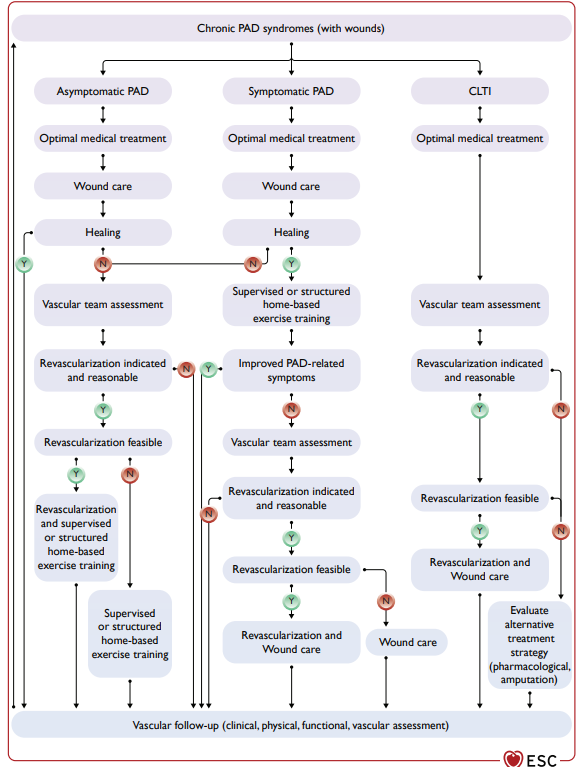 Chronic PAD syndromes (with wounds)
Asymptomatic PAD
Symptomatic PAD
CLTI
Optimal medical treatment
Optimal medical treatment
Optimal medical treatment
Wound care
Wound care
Healing
Healing
Y
N
N
Y
Vascular team assessment
Supervised or structured
home-based
exercise training
Vascular team assessment
Revascularization indicated
and reasonable
N
Y
Improved PAD-related
symptoms
Revascularization indicated
and reasonable
Y
N
Y
N
Revascularization feasible
Vascular team assessment
Y
N
Revascularization
and supervised
or structured
home-based
exercise training
Revascularization indicated
and reasonable
N
Y
Revascularization feasible
Y
N
Revascularization feasible
Revascularization and
Wound care
Y
N
Supervised
or structured
home-based
exercise training
Revascularization and
Wound care
Wound care
Evaluate
alternative
treatment
strategy
(pharmacological,
amputation)
Vascular follow-up (clinical, physical, functional, vascular assessment)
ESC